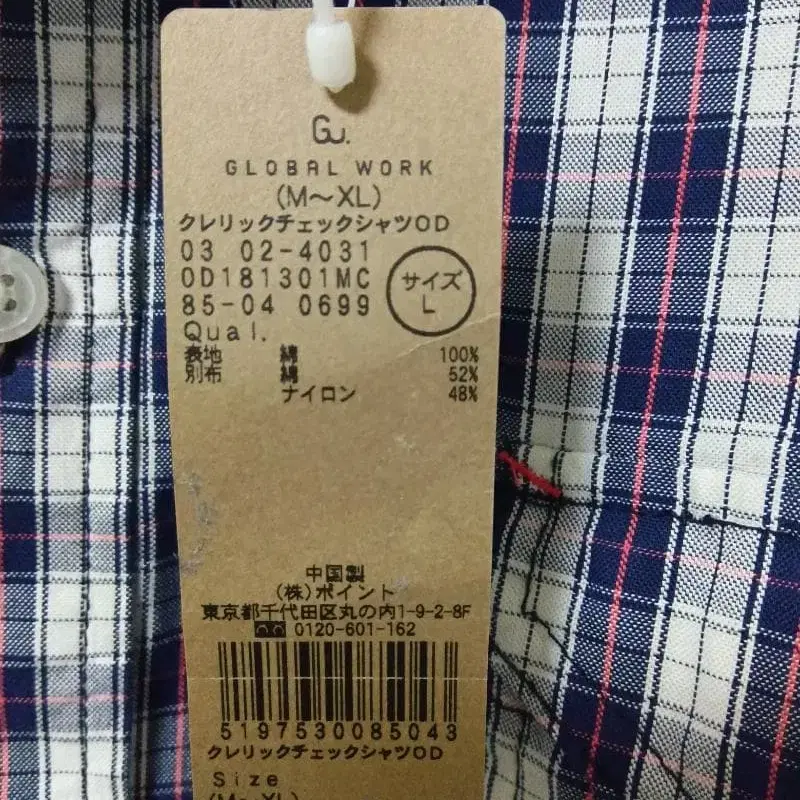 GU.
GLOBAL WORK
(M～XL)
クレリックチェックシャツOD
03 02-4031
OD181301MC
85-04 0699
サイズ
L
Qual.
表地 綿 100%
別布 綿 52%
ナイロン 48%
中国製
(株)ポイント
東京都千代田区丸の内1-9-2-8F
0120-601-162
5197530085043
クレリックチェックシャツOD
Size
(M～XL)